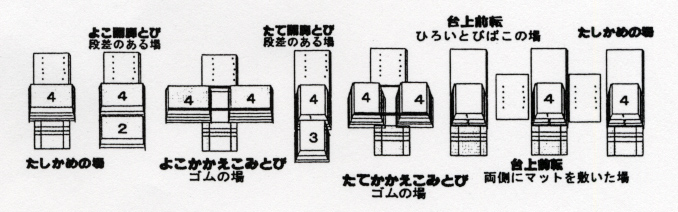 よこ開脚とび
段差のある場
たて開脚とび
段差のある場
台上前転
ひろいとびばこの場
たしかめの場
4
4
2
4
4
4
3
4
4
4
4
たしかめの場
よこかかえこみとび
ゴムの場
たてかかえこみとび
ゴムの場
台上前転
両側にマットを敷いた場